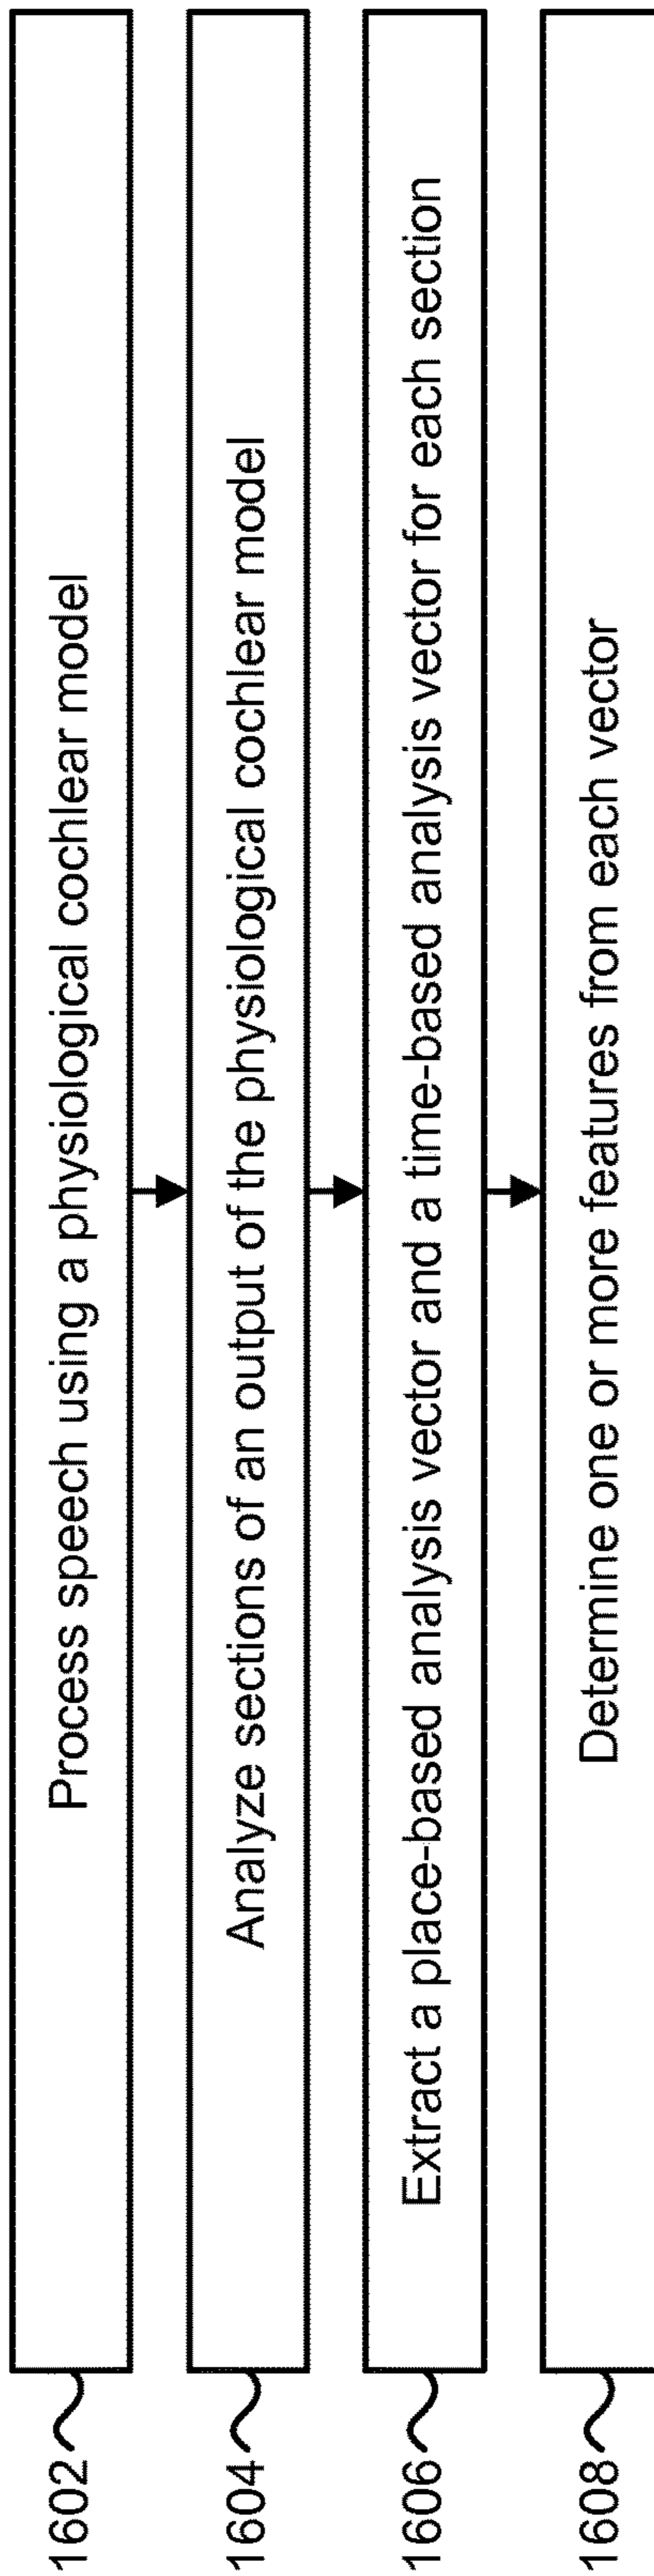 1602
Process speech using a physiological cochlear model
1604
Analyze sections of an output of the physiological cochlear model
1606
Extract a place-based analysis vector and a time-based analysis vector for each section
1608
Determine one or more features from each vector